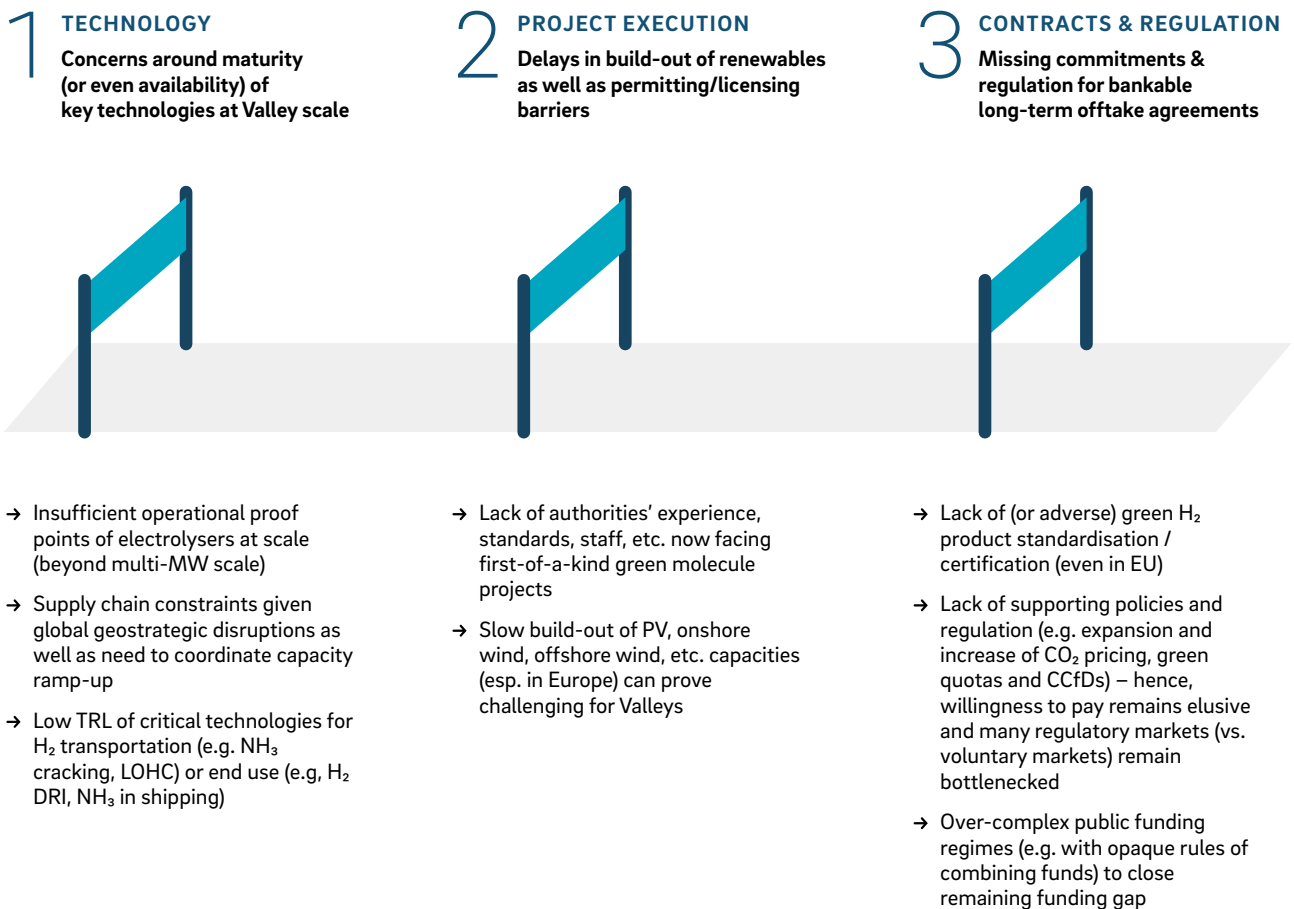 1
TECHNOLOGY
Concerns around maturity
(or even availability) of
key technologies at Valley scale
2
PROJECT EXECUTION
Delays in build-out of renewables
as well as permitting/licensing
barriers
3
CONTRACTS & REGULATION
Missing commitments &
regulation for bankable
long-term offtake agreements
→ Insufficient operational proof
points of electrolysers at scale
(beyond multi-MW scale)
→ Supply chain constraints given
global geostrategic disruptions as
well as need to coordinate capacity
ramp-up
→ Low TRL of critical technologies for
H₂ transportation (e.g. NH₃
cracking, LOHC) or end use (e.g, H₂
DRI, NH₃ in shipping)
→ Lack of authorities’ experience,
standards, staff, etc. now facing
first-of-a-kind green molecule
projects
→ Slow build-out of PV, onshore
wind, offshore wind, etc. capacities
(esp. in Europe) can prove
challenging for Valleys
→ Lack of (or adverse) green H₂
product standardisation /
certification (even in EU)
→ Lack of supporting policies and
regulation (e.g. expansion and
increase of CO₂ pricing, green
quotas and CCfDs) – hence,
willingness to pay remains elusive
and many regulatory markets (vs.
voluntary markets) remain
bottlenecked
→ Over-complex public funding
regimes (e.g. with opaque rules of
combining funds) to close
remaining funding gap